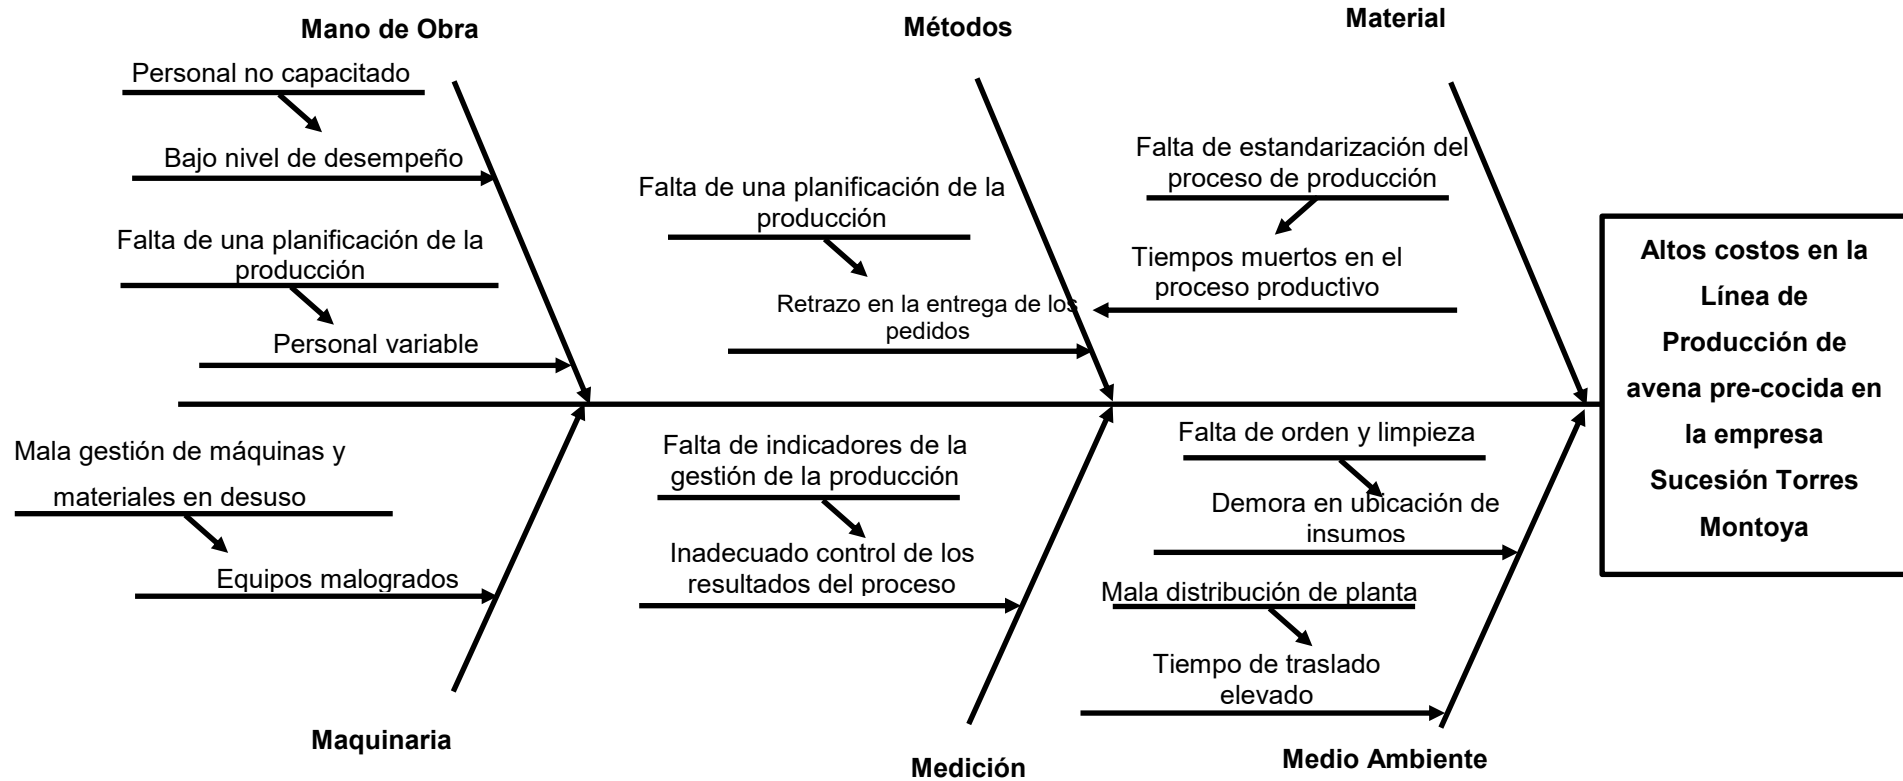 Mano de Obra
Métodos
Material
Personal no capacitado
Bajo nivel de desempeño
Falta de una planificación de la
producción
Personal variable
Falta de una planificación de la
producción
Retrazo en la entrega de los
pedidos
Falta de estandarización del
proceso de producción
Tiempos muertos en el
proceso productivo
Altos costos en la
Línea de
Producción de
avena pre-cocida en
la empresa
Sucesión Torres
Montoya
Mala gestión de máquinas y
materiales en desuso
Equipos malogrados
Falta de indicadores de la
gestión de la producción
Inadecuado control de los
resultados del proceso
Falta de orden y limpieza
Demora en ubicación de
insumos
Mala distribución de planta
Tiempo de traslado
elevado
Maquinaria
Medición
Medio Ambiente